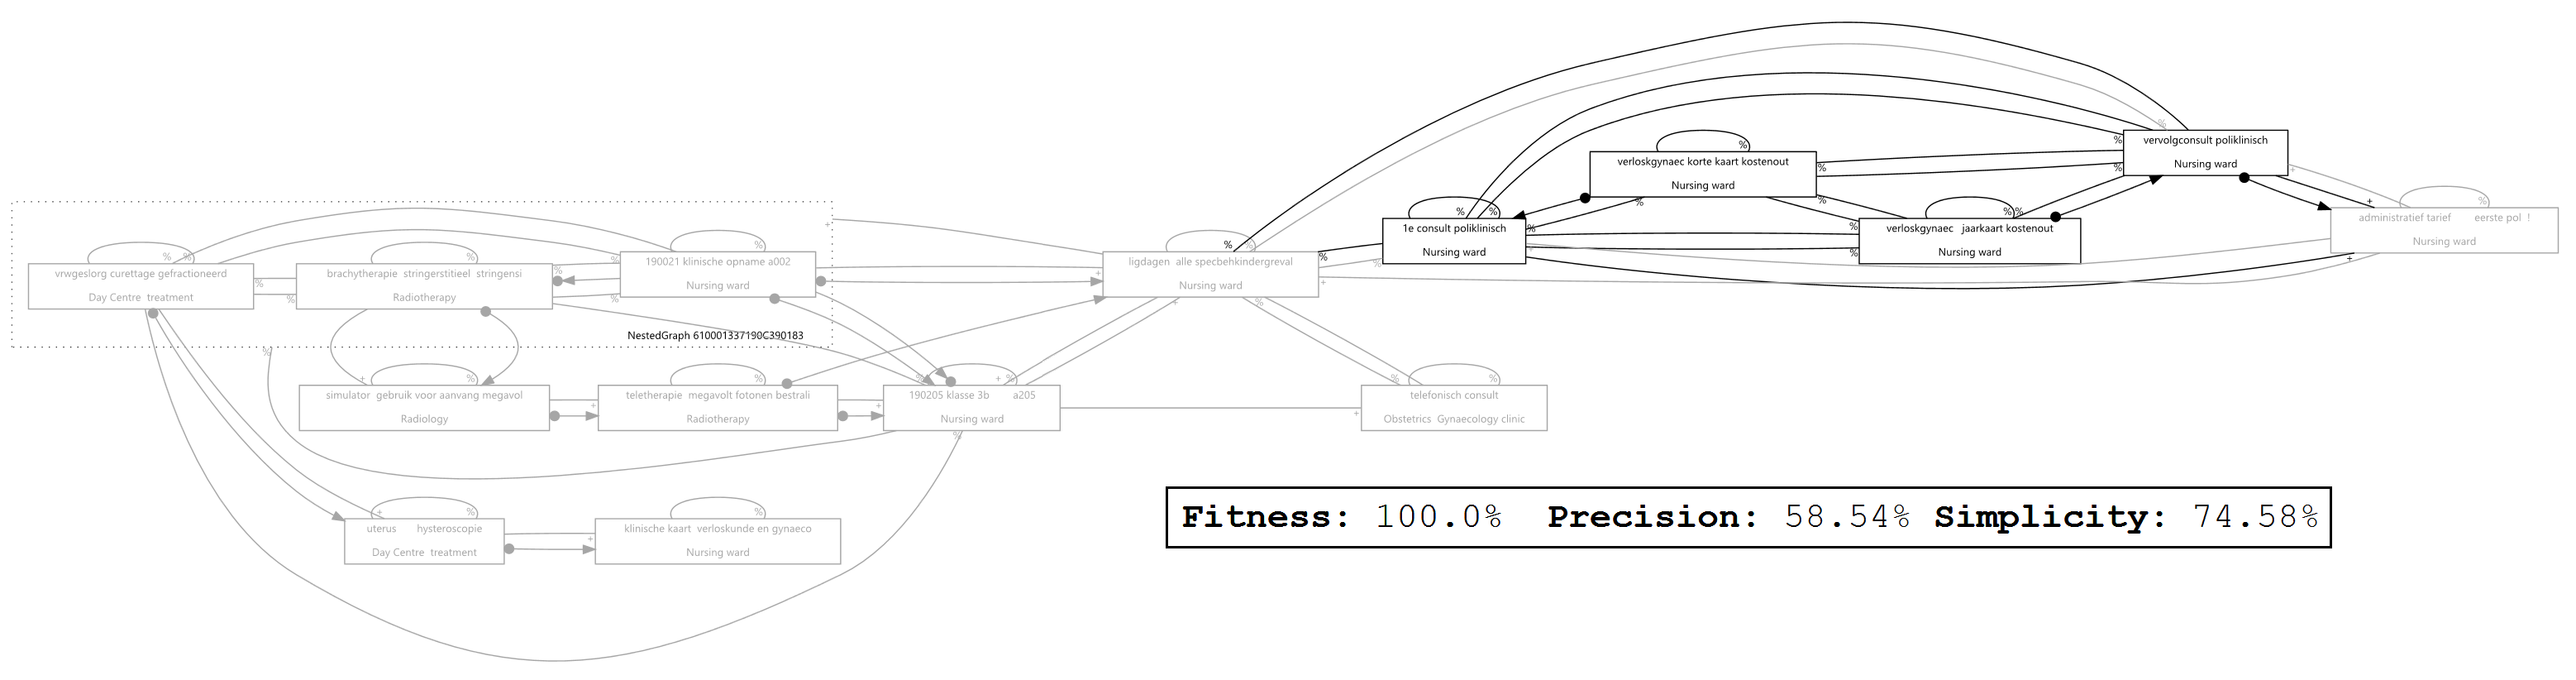 vervolgconsult poliklinisch
Nursing ward
verloskgynaec korte kaart kostenout
Nursing ward
1e consult poliklinisch
Nursing ward
verloskgynaec jaarkaart kostenout
Nursing ward
administratief tarief eerste pol !
Nursing ward
vrwgeslorg curettage gefractioneerd
Day Centre treatment
brachytherapie stringerstitieel stringensi
Radiotherapy
190021 klinische opname a002
Nursing ward
ligdagen alle specbehkindergreval
Nursing ward
NestedGraph 610001337190C390183
simulator gebruik voor aanvang megavol
Radiology
teletherapie megavolt fotonen bestrali
Radiotherapy
190205 klasse 3b a205
Nursing ward
telefonisch consult
Obstetrics Gynaecology clinic
uterus hysteroscopie
Day Centre treatment
klinische kaart verloskunde en gynaeco
Nursing ward
Fitness: 100.0% Precision: 58.54% Simplicity: 74.58%